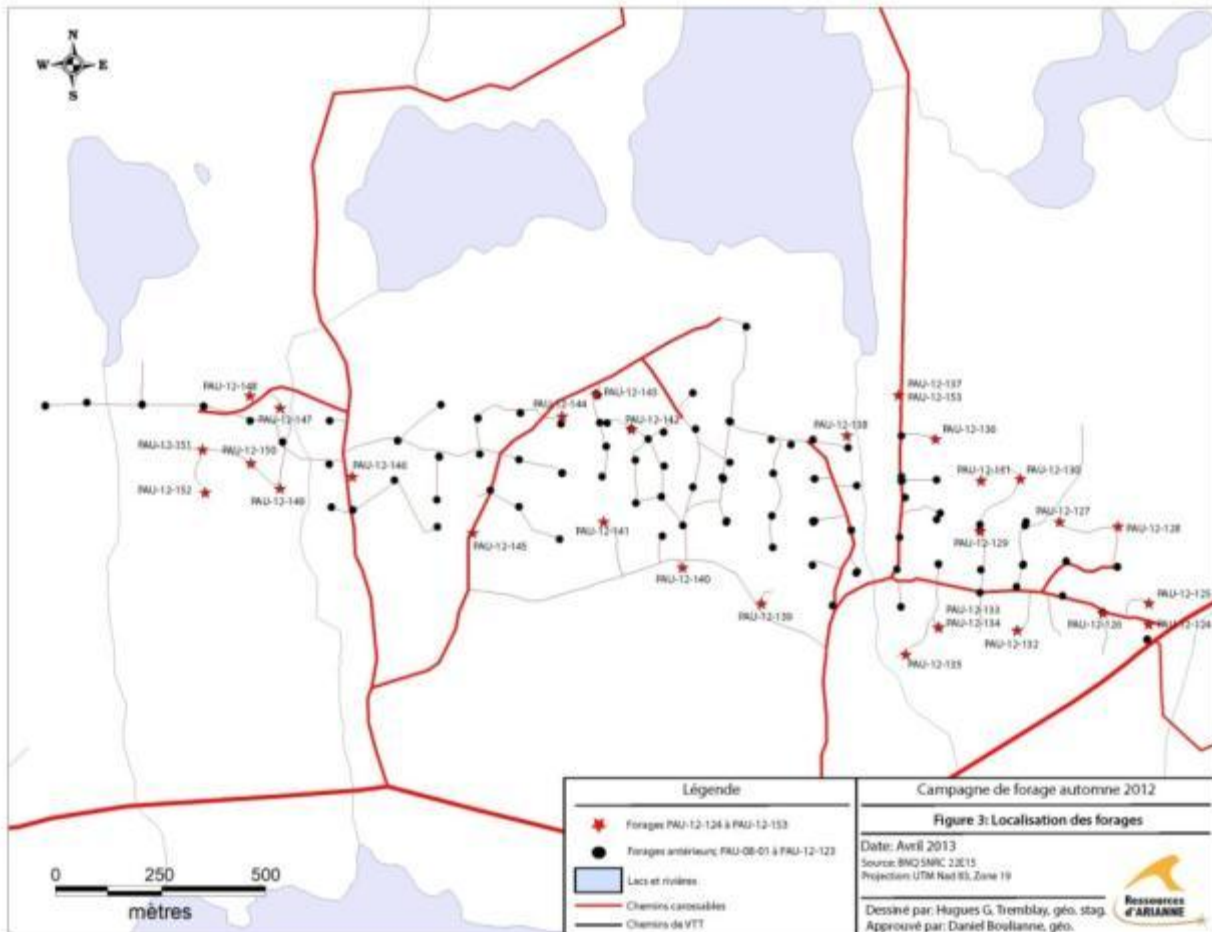 N
W E
S
PAU-12-148
PAU-12-147
PAU-12-151
PAU-12-150
PAU-12-152
PAU-12-149
PAU-12-146
PAU-12-143
PAU-12-144
PAU-12-142
PAU-12-141
PAU-12-145
PAU-12-140
PAU-12-139
PAU-12-138
PAU-12-137
PAU-12-153
PAU-12-136
PAU-12-130
PAU-12-127
PAU-12-128
PAU-12-129
PAU-12-125
PAU-12-124
PAU-12-126
PAU-12-133
PAU-12-134
PAU-12-132
PAU-12-135
0 250 500
mètres
Légende
Forages PAU-12-124 à PAU-12-153
Forages antérieurs; PAU-08-01 à PAU-12-123
Lacs et rivières
Chemins carossables
Chemins de VTT
Campagne de forage automne 2012
Figure 3: Localisation des forages
Date: Avril 2013
Source: BNQ SNRC 22E15
Projection: UTM Nad 83, Zone 19
Dessiné par: Hugues G. Tremblay, géo. stag.
Approuvé par: Daniel Boulianne, géo.
Ressources
d'ARIANNE